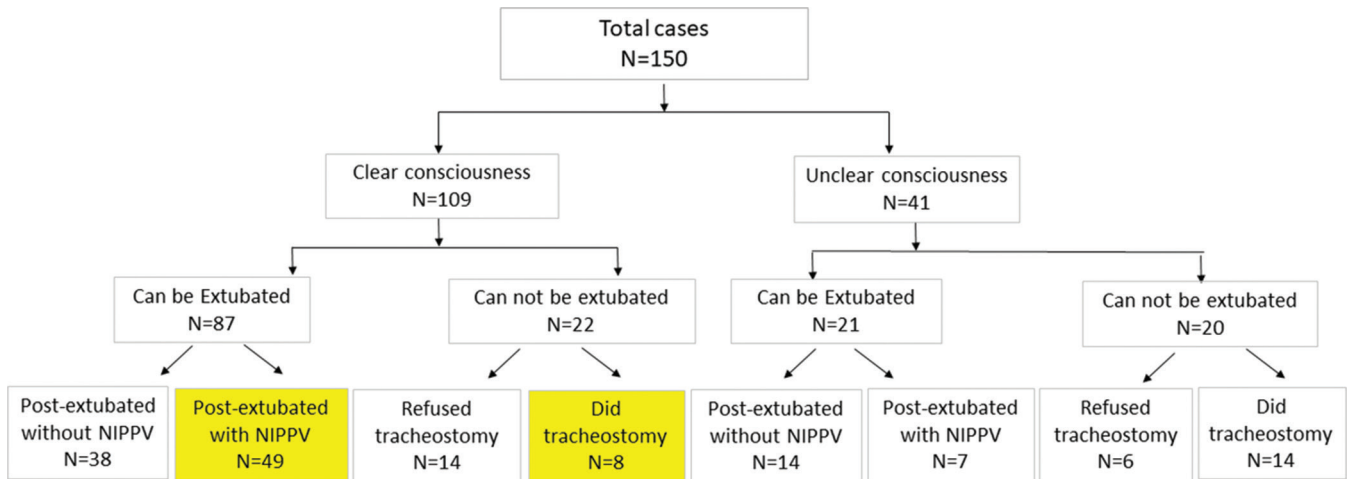 Total cases
N=150
Clear consciousness
N=109
Unclear consciousness
N=41
Can be Extubated
N=87
Can not be extubated
N=22
Can be Extubated
N=21
Can not be extubated
N=20
Post-extubated
without NIPPV
N=38
Post-extubated
with NIPPV
N=49
Refused
tracheostomy
N=14
Did
tracheostomy
N=8
Post-extubated
without NIPPV
N=14
Post-extubated
with NIPPV
N=7
Refused
tracheostomy
N=6
Did
tracheostomy
N=14